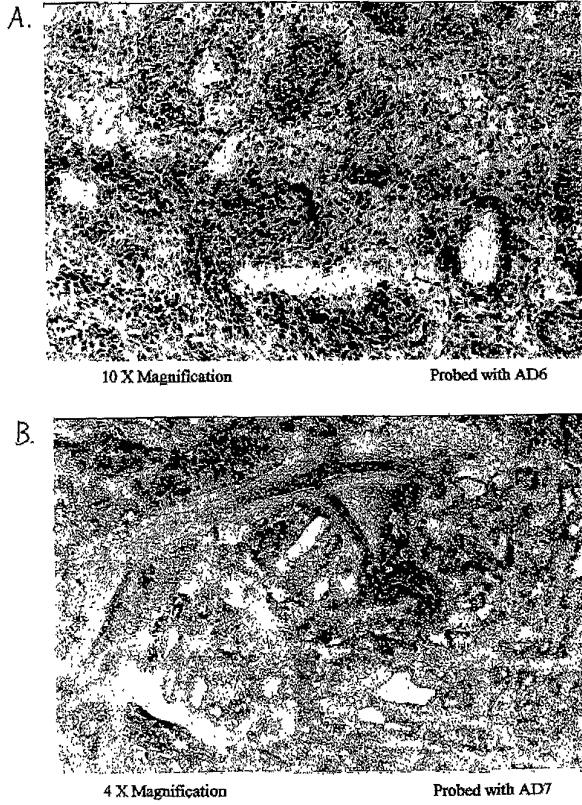 A.
10 X Magnification Probed with AD6
B.
4 X Magnification Probed with AD7